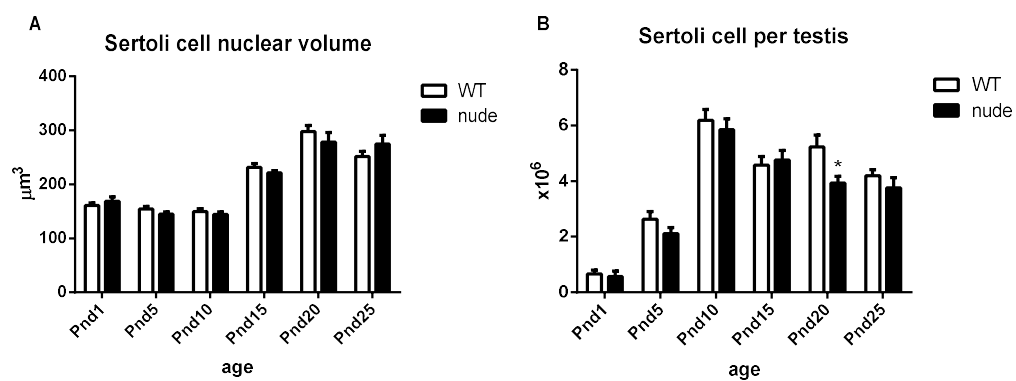 A
Sertoli cell nuclear volume
400
300
200
100
0
μm3
WT
nude
Pnd1
Pnd5
Pnd10
Pnd15
Pnd20
Pnd25
age
B
Sertoli cell per testis
8
6
4
2
0
x106
*
WT
nude
Pnd1
Pnd5
Pnd10
Pnd15
Pnd20
Pnd25
age